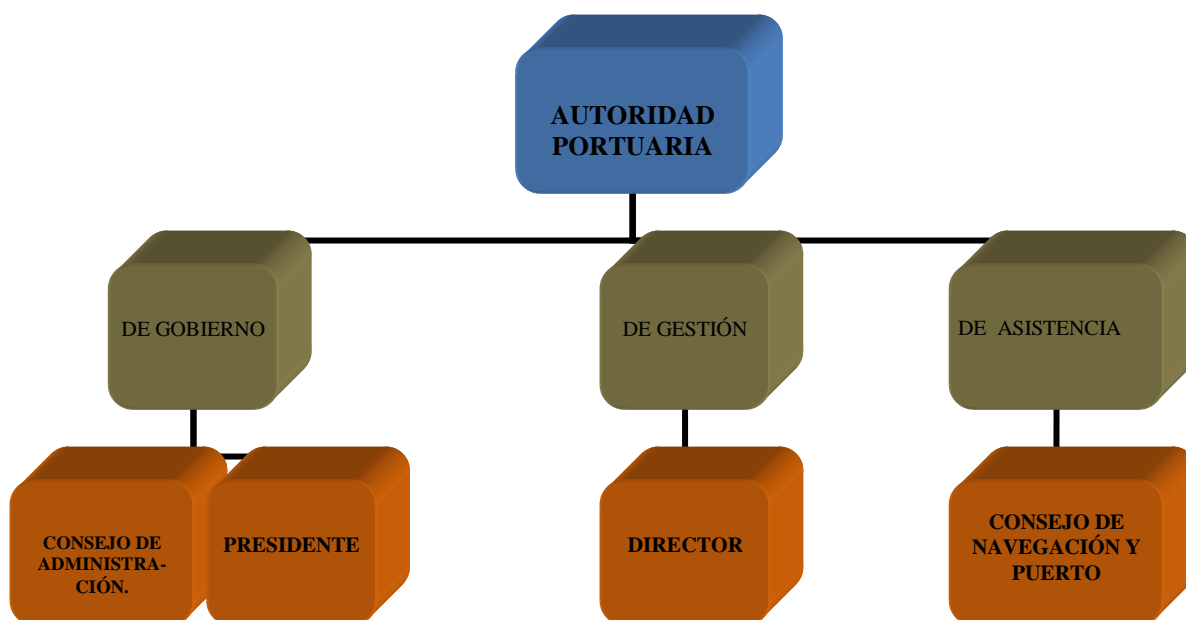 AUTORIDAD
PORTUARIA
DE GOBIERNO
DE GESTIÓN
DE ASISTENCIA
CONSEJO DE
ADMINISTRA-
CIÓN.
PRESIDENTE
DIRECTOR
CONSEJO DE
NAVEGACIÓN Y
PUERTO